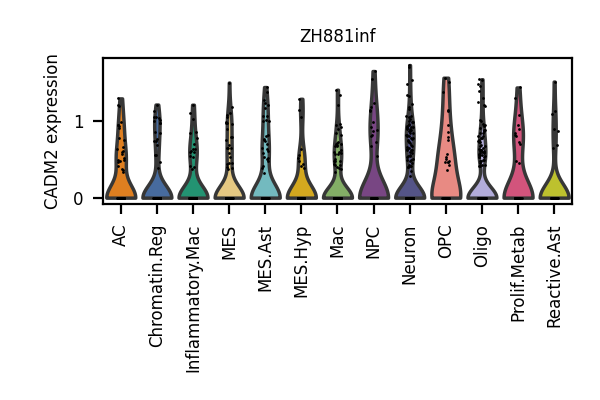 ZH881inf
CADM2 expression
1
0
AC
Chromatin.Reg
Inflammatory.Mac
MES
MES.Ast
MES.Hyp
Mac
NPC
Neuron
OPC
Oligo
Prolif.Metab
Reactive.Ast